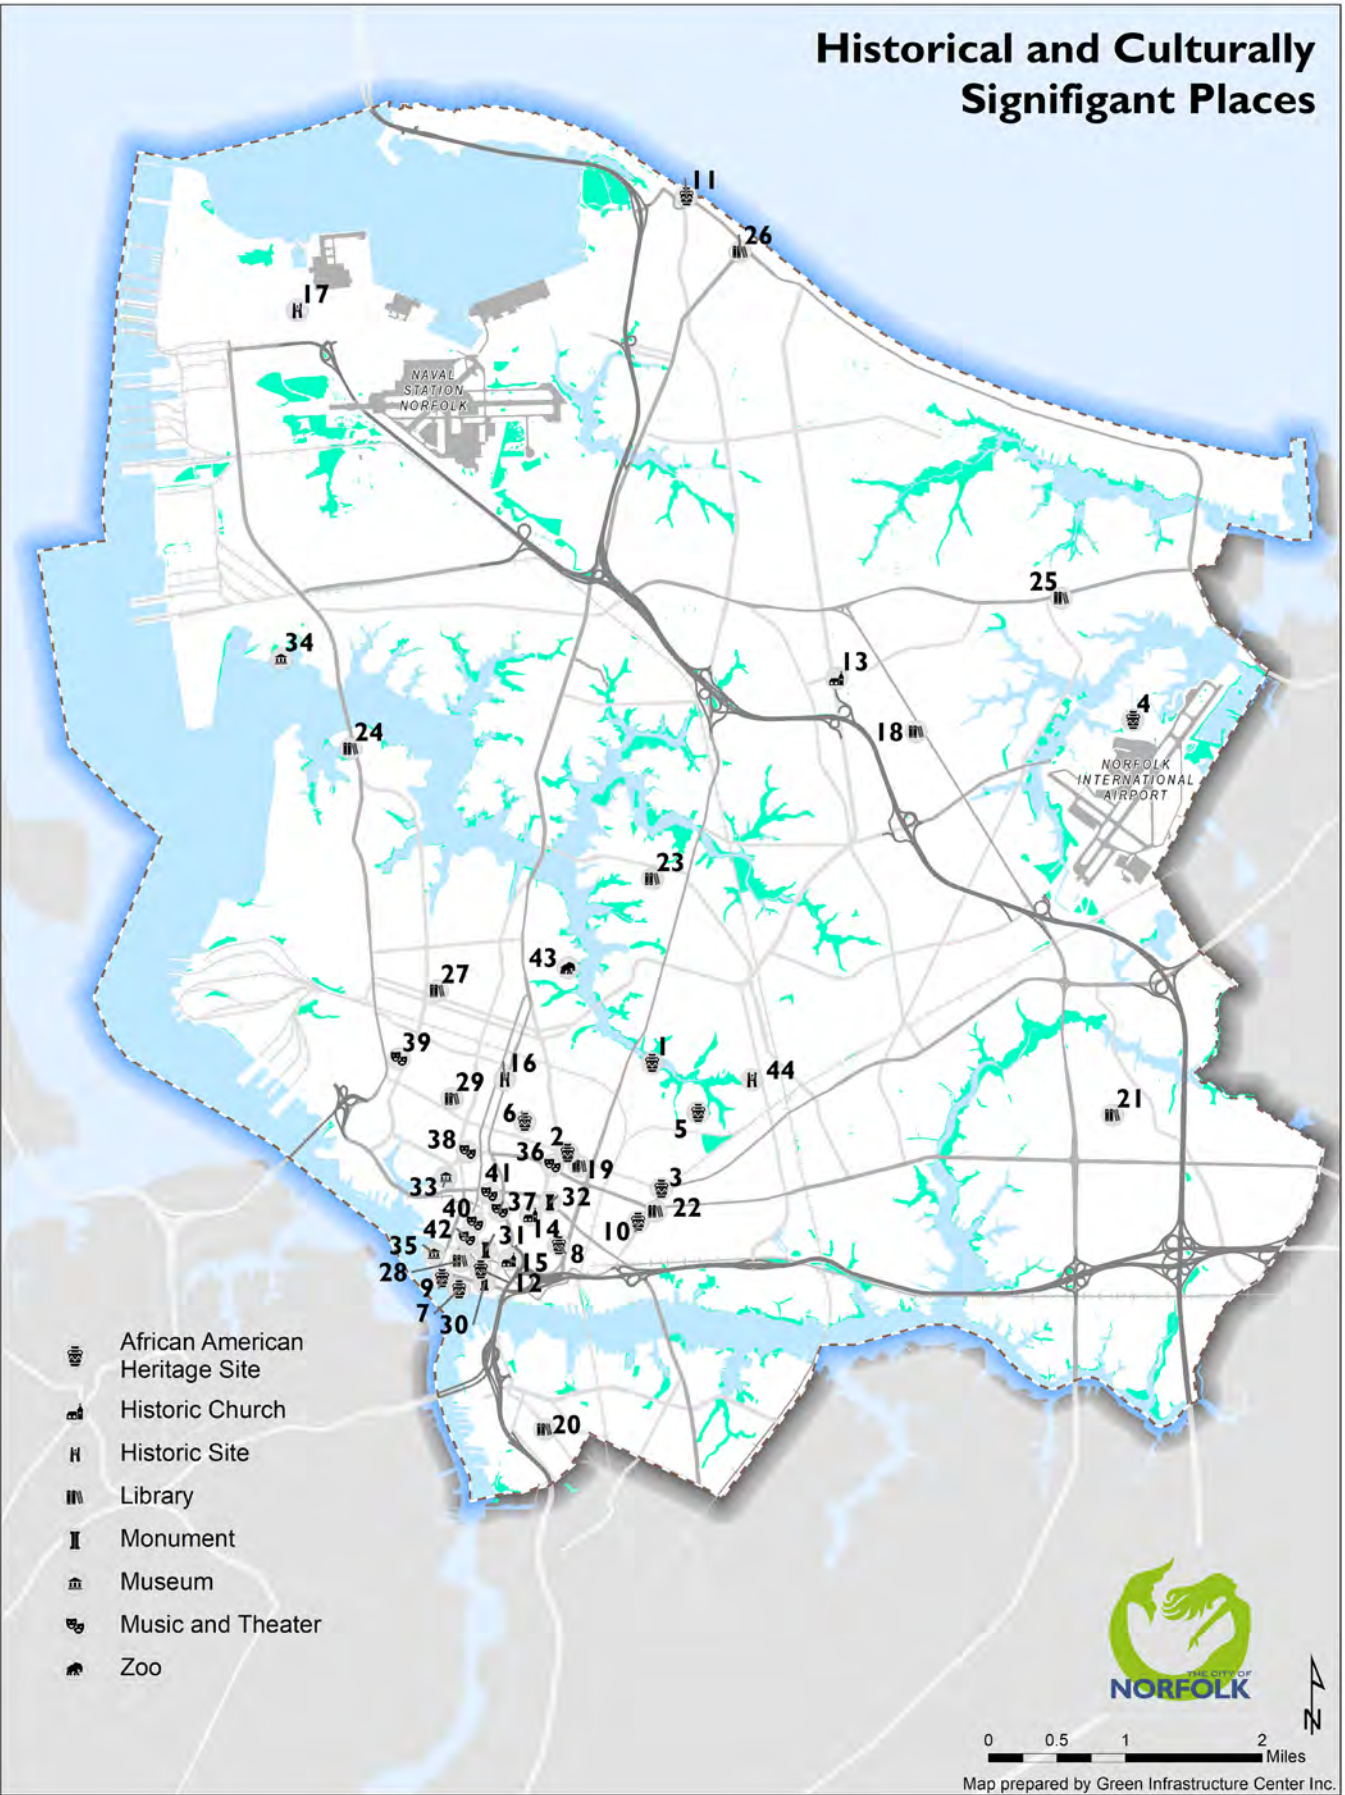 Historical and Culturally
Signifigant Places
11
26
17
NAVAL
STATION
NORFOLK
25
34
13
4
24
18
NORFOLK
INTERNATIONAL
AIRPORT
23
43
27
1
39
16
44
29
21
6
5
38
2
36
19
41
3
33
37
32
22
40
14
10
42
31
35
8
15
28
12
9
7
30
African American
Heritage Site
Historic Church
Historic Site
20
Library
Monument
Museum
Music and Theater
Zoo
THE CITY OF
NORFOLK
N
0 0.5 1 2
Miles
Map prepared by Green Infrastructure Center Inc.